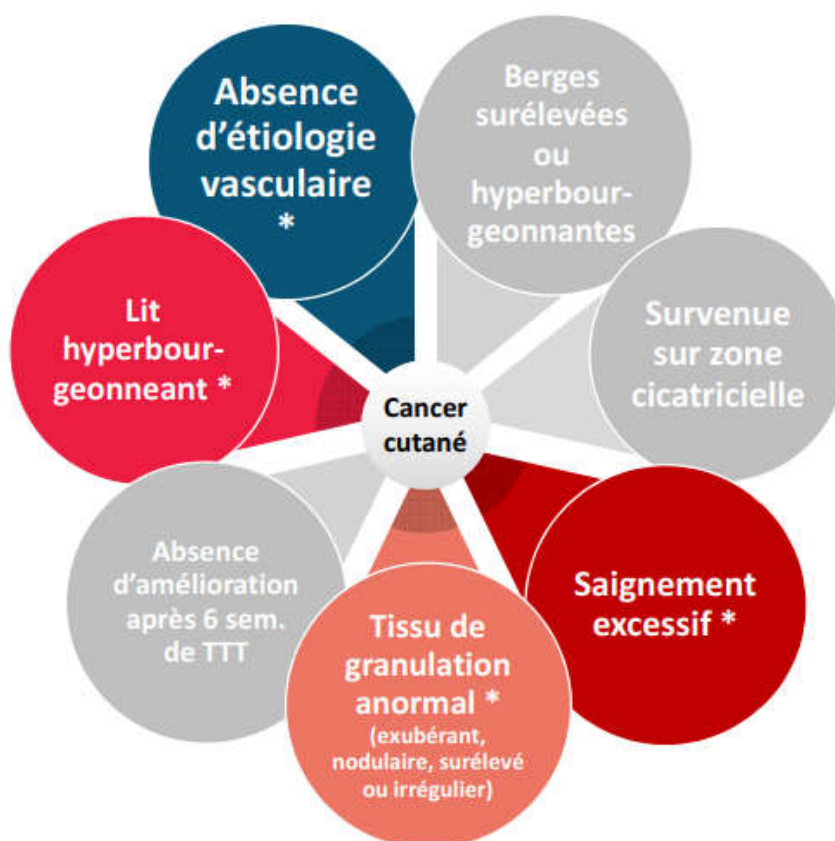 Absence
d’étiologie
vasculaire
*
Berges
surélevées
ou
hyperbour-
geonnantes
Survenue
sur zone
cicatricielle
Saignement
excessif *
Tissu de
granulation
anormal *
(exubérant,
nodulaire, surélevé
ou irrégulier)
Absence
d’amélioration
après 6 sem.
de TTT
Lit
hyperbour-
geonneant *
Cancer
cutané